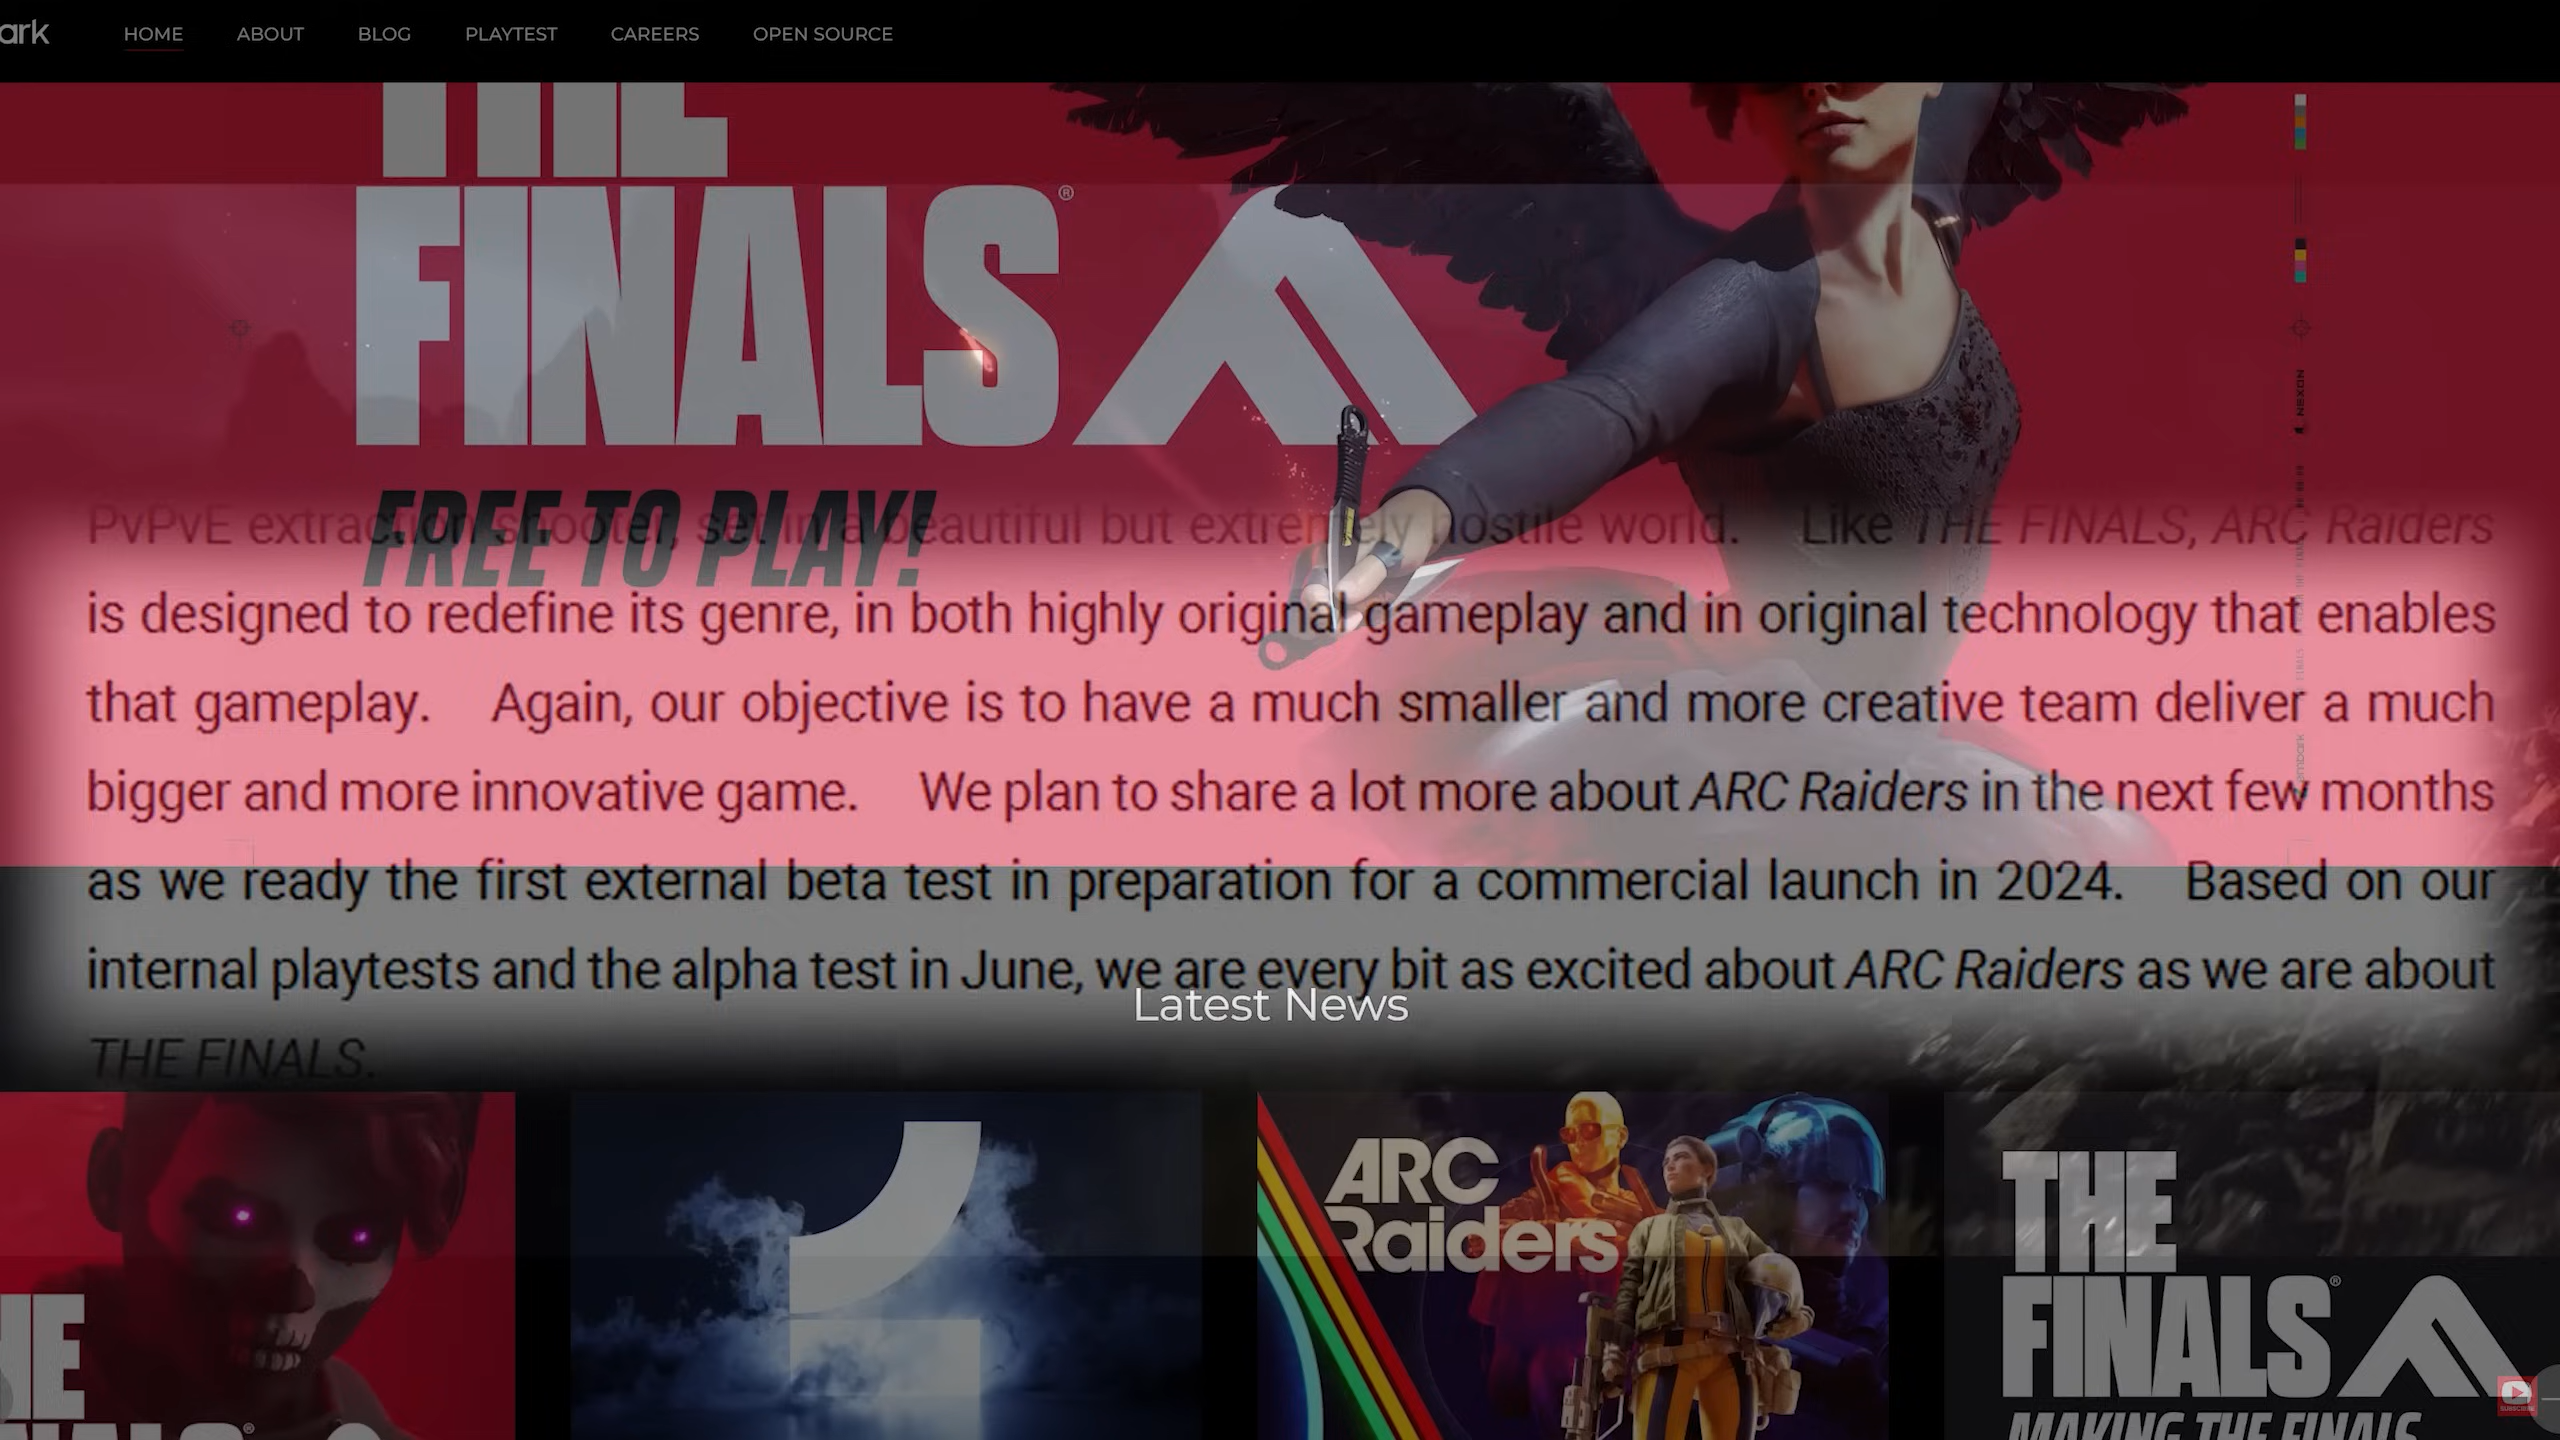 ark
HOME ABOUT BLOG PLAYTEST CAREERS OPEN SOURCE
THE
FINALS®
FREE TO PLAY!
NEXON
PvPvE extraction shooter, set in a beautiful but extremely hostile world. Like THE FINALS, ARC Raiders
is designed to redefine its genre, in both highly original gameplay and in original technology that enables
that gameplay. Again, our objective is to have a much smaller and more creative team deliver a much
bigger and more innovative game. We plan to share a lot more about ARC Raiders in the next few months
as we ready the first external beta test in preparation for a commercial launch in 2024. Based on our
internal playtests and the alpha test in June, we are every bit as excited about ARC Raiders as we are about
THE FINALS.
embark
Latest News
HE
ARC
Raiders
THE
FINALS®
MAKING THE FINALS
SUBSCRIBE